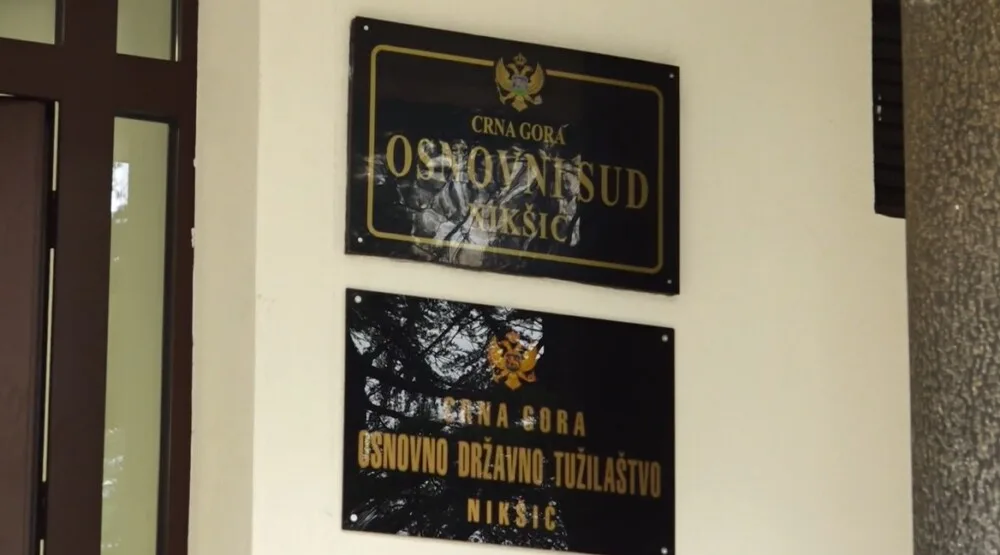 CRNA GORA
OSNOVNI SUD
NIKŠIĆ
CRNA GORA
OSNOVNO DRŽAVNO TUŽILAŠTVO
NIKŠIĆ